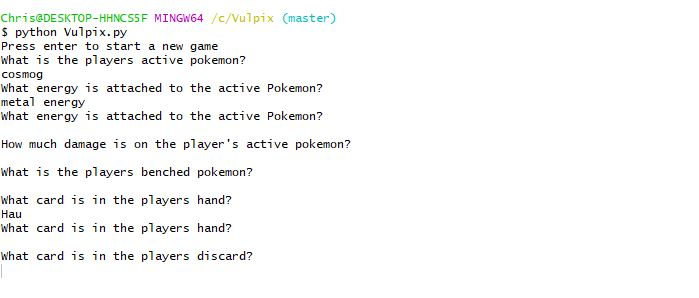 Chris@DESKTOP-HHNCS5F MINGW64 /c/Vulpix (master)
$ python Vulpix.py
Press enter to start a new game
What is the players active pokemon?
cosmog
What energy is attached to the active Pokemon?
metal energy
What energy is attached to the active Pokemon?
How much damage is on the player's active pokemon?
What is the players benched pokemon?
What card is in the players hand?
Hau
What card is in the players hand?
What card is in the players discard?